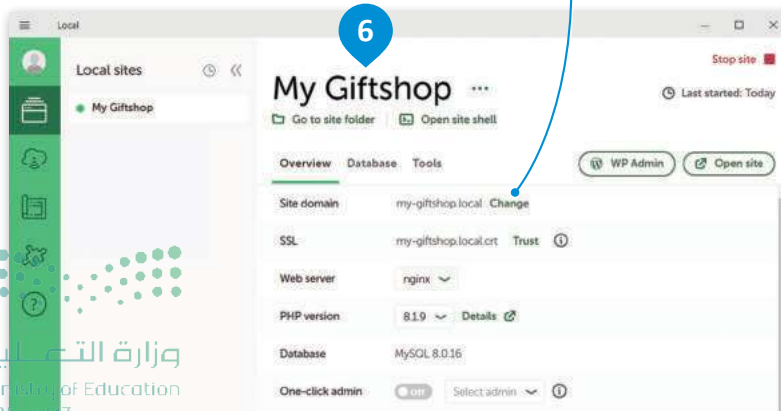 Local
6
Local sites
My Giftshop
My Giftshop ...
Stop site
Last started: Today
Go to site folder
Open site shell
Overview Database Tools
WP Admin
Open site
Site domain my-giftshop.local Change
SSL my-giftshop.local.crt Trust
Web server nginx
PHP version 8.1.9 Details
Database MySQL 8.0.16
One-click admin Off Select admin
وزارة التعليم
of Education